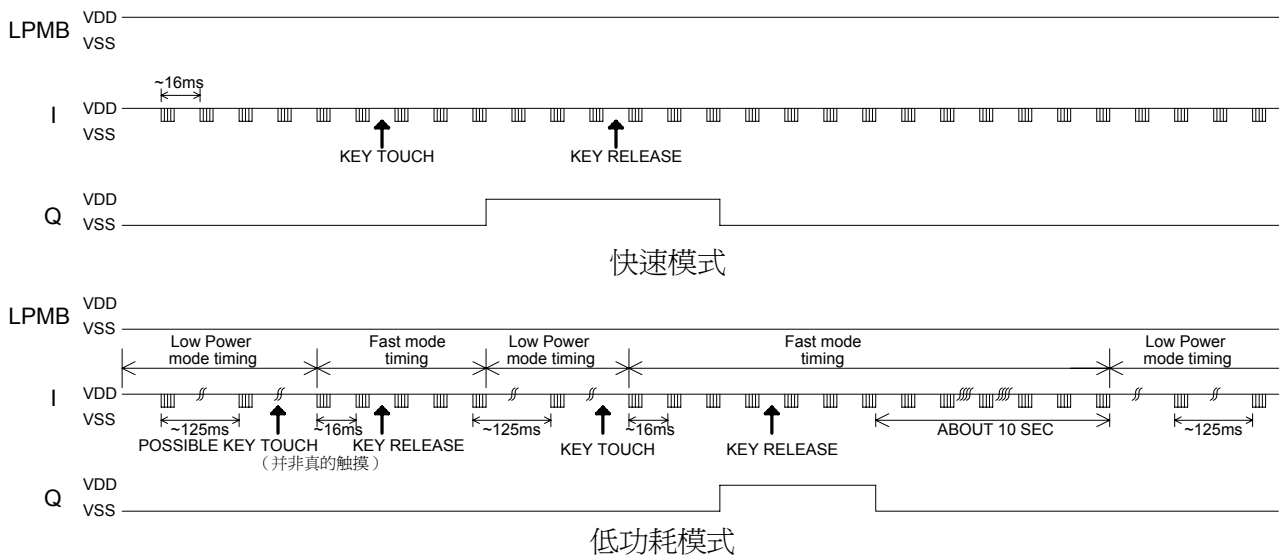 LPMB VDD
VSS
~16ms
I VDD
VSS
KEY TOUCH KEY RELEASE
Q VDD
VSS
快速模式
LPMB VDD
VSS
Low Power mode timing
Fast mode timing
Low Power mode timing
Fast mode timing
Low Power mode timing
I VDD
VSS
~125ms ~16ms ~125ms ~16ms ABOUT 10 SEC ~125ms
POSSIBLE KEY TOUCH KEY RELEASE KEY TOUCH KEY RELEASE
（并非真的触摸）
Q VDD
VSS
低功耗模式